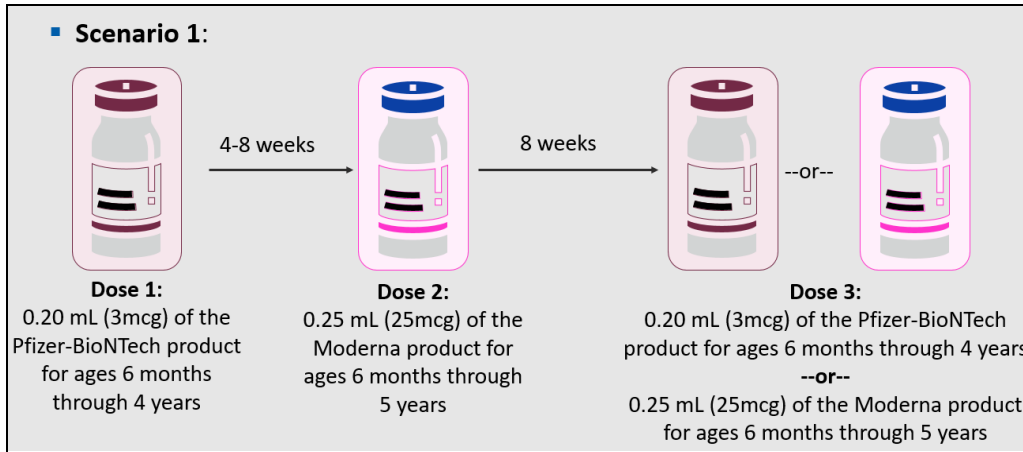 Scenario 1:
4-8 weeks
8 weeks
--or--
Dose 1:
0.20 mL (3mcg) of the
Pfizer-BioNTech product
for ages 6 months
through 4 years
Dose 2:
0.25 mL (25mcg) of the
Moderna product for
ages 6 months through
5 years
Dose 3:
0.20 mL (3mcg) of the Pfizer-BioNTech
product for ages 6 months through 4 years
--or--
0.25 mL (25mcg) of the Moderna product
for ages 6 months through 5 years